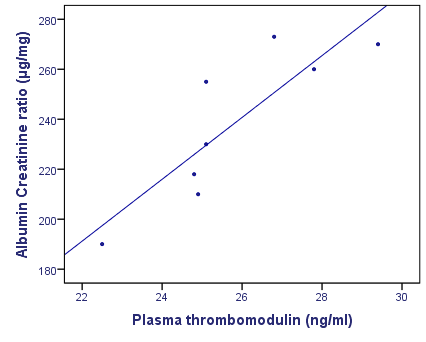 280
260
240
220
200
180
Albumin Creatinine ratio (µg/mg)
22 24 26 28 30
Plasma thrombomodulin (ng/ml)